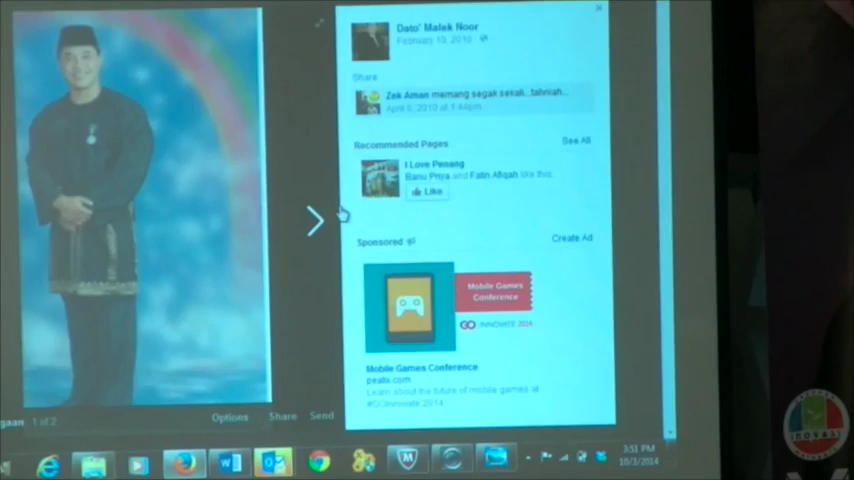 Dato' Malek Noor
February 13, 2010
Share
Zek Aman memang segak sekali...tahniah...
April 6, 2010 at 1:44pm
Recommended Pages
See All
I Love Penang
Banu Priya and Fatin Afiqah like this.
Like
Sponsored
Create Ad
Mobile Games
Conference
INNOVATE 2014
Mobile Games Conference
peatix.com
Learn about the future of mobile games at
#GOInnovate 2014
gaan 1 of 2
Options
Share
Send
3:51 PM
10/3/2014